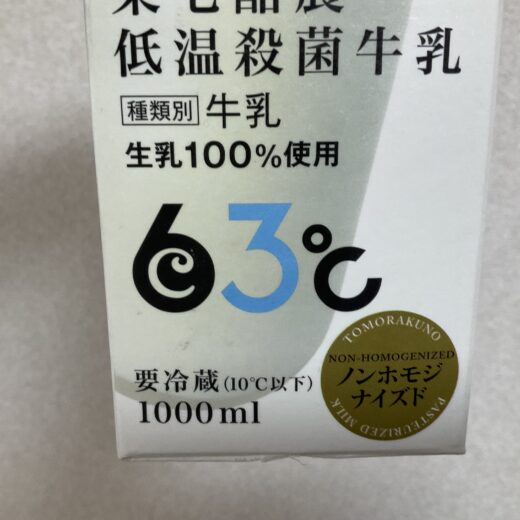 低温殺菌牛乳
種類別 牛乳
生乳100%使用
63℃
要冷蔵(10℃以下)
1000ml
TOMORAKUNO
NON-HOMOGENIZED
ノンホモジ
ナイズド
PASTEURIZED MILK